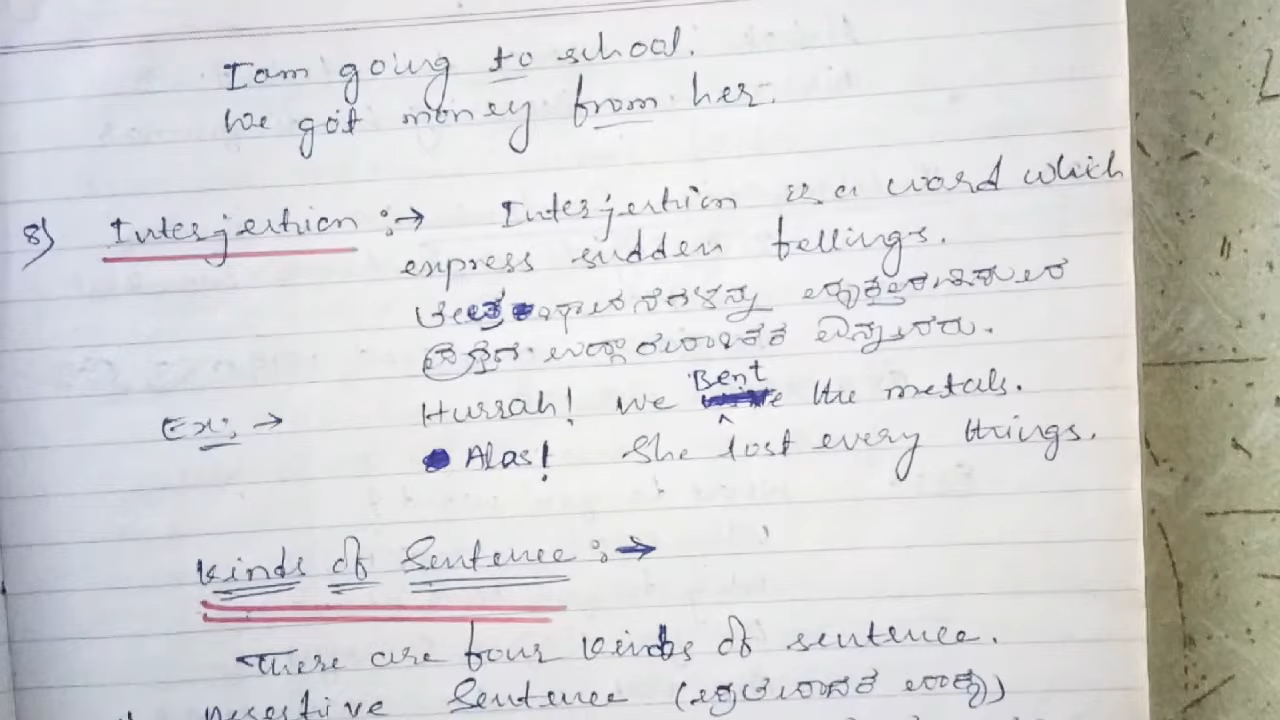 I am going to school.
We got money from her.
8) Interjection :→ Interjection is a word which
express sudden fellings.
ಎನ್ನುವರು.
Ex:→ Hurrah! we Bent the metals.
Alas! She lost every things.
Kinds of Sentence :→
There are four kinds of sentence.
Assertive Sentence